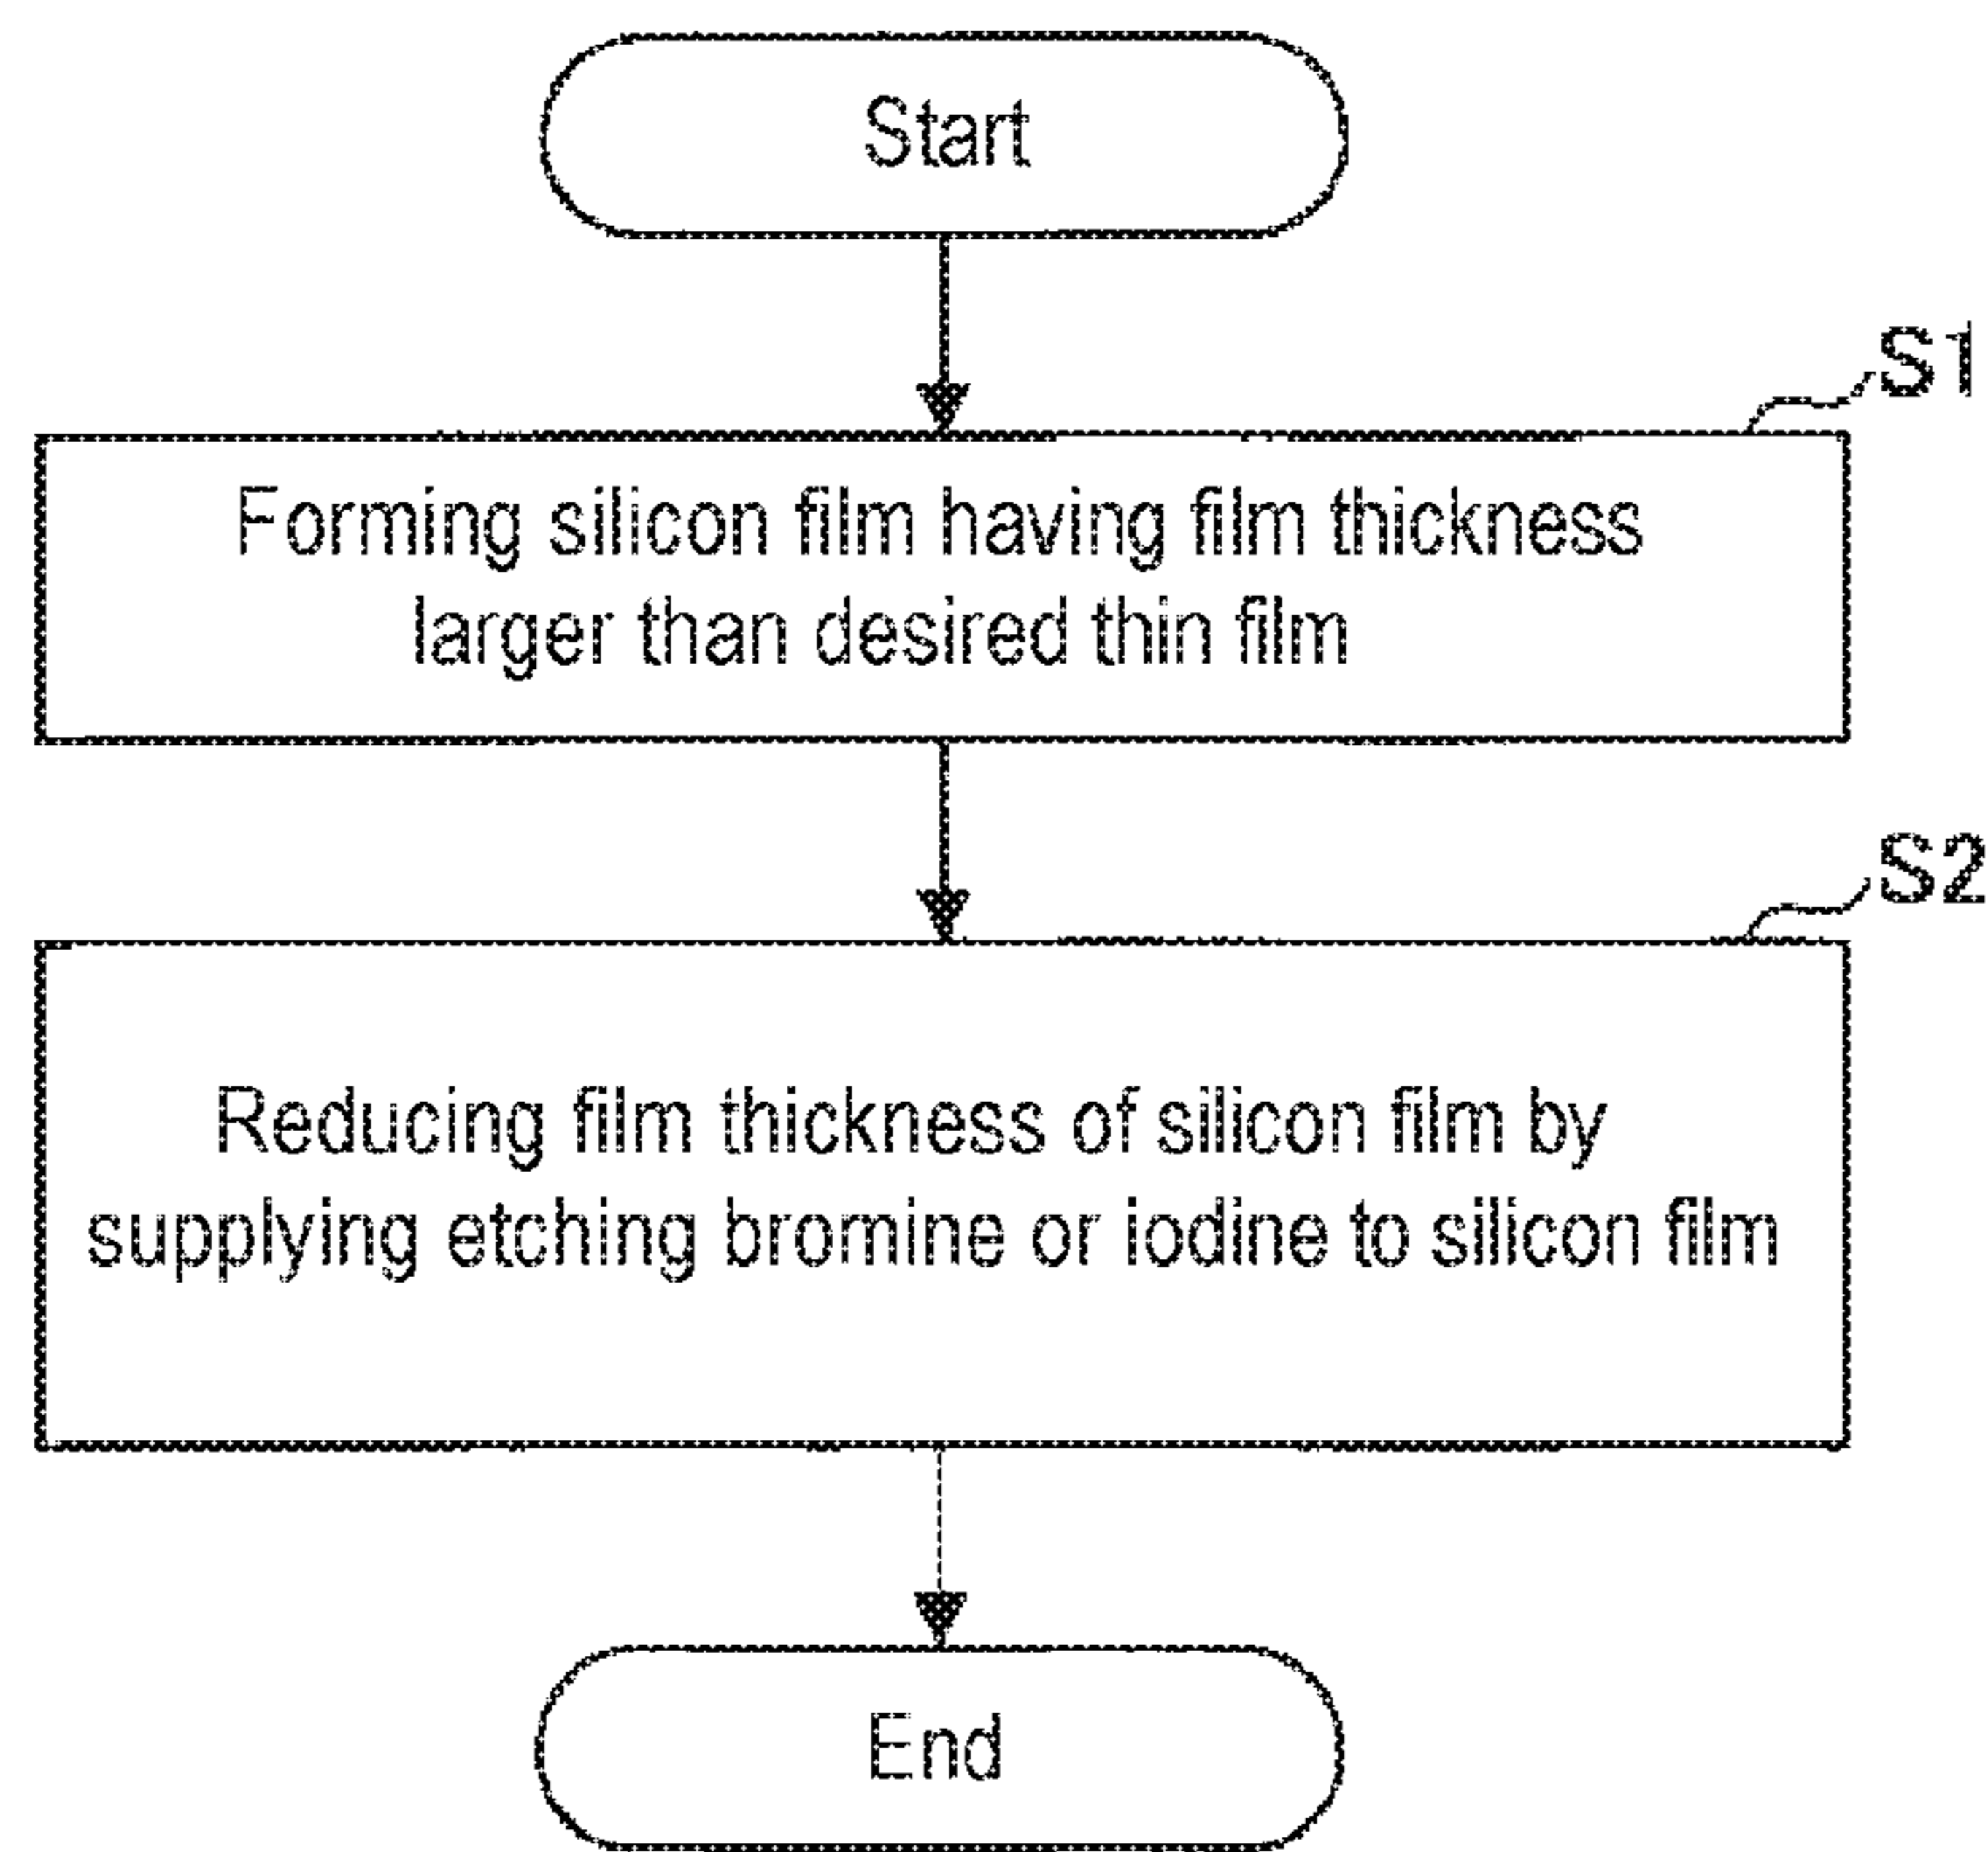 Start
S1
Forming silicon film having film thickness
larger than desired thin film
S2
Reducing film thickness of silicon film by
supplying etching bromine or iodine to silicon film
End